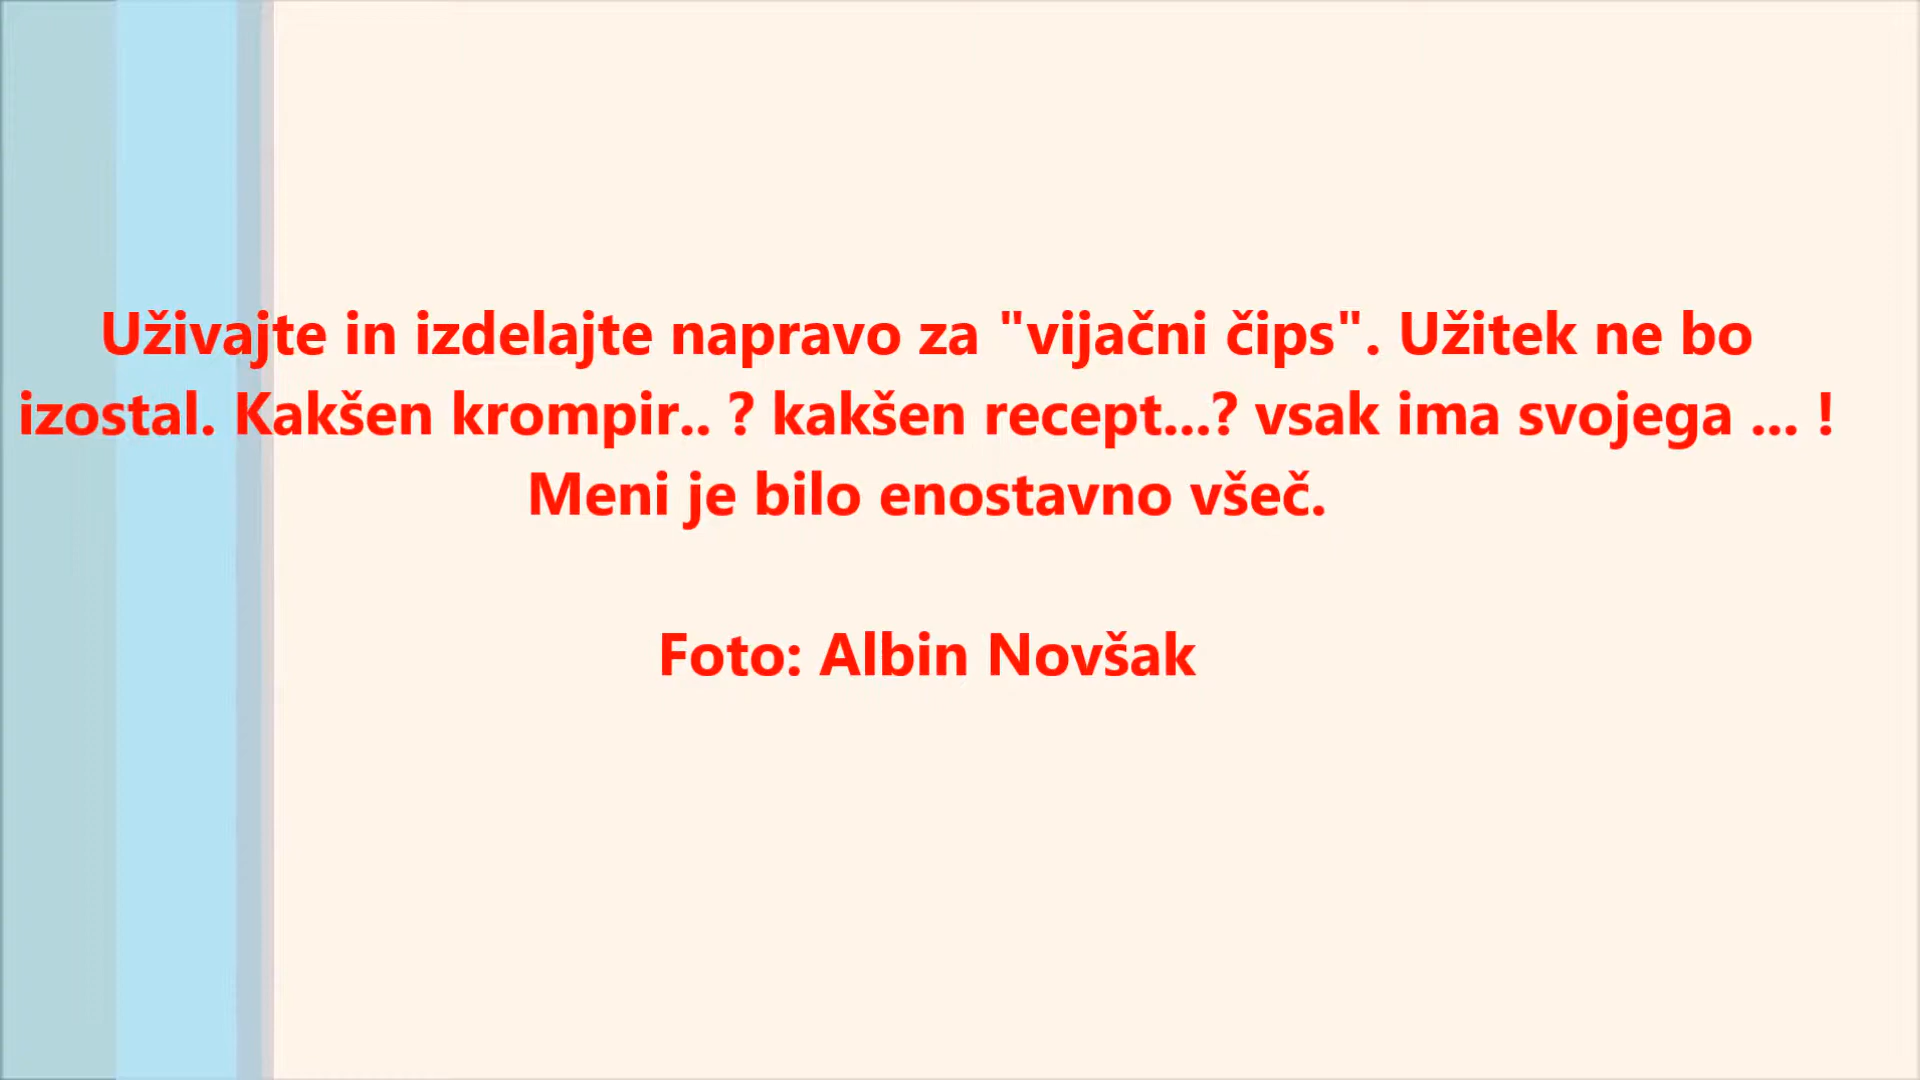 Uživajte in izdelajte napravo za "vijačni čips". Užitek ne bo
izostal. Kakšen krompir.. ? kakšen recept...? vsak ima svojega ... !
Meni je bilo enostavno všeč.
Foto: Albin Novšak